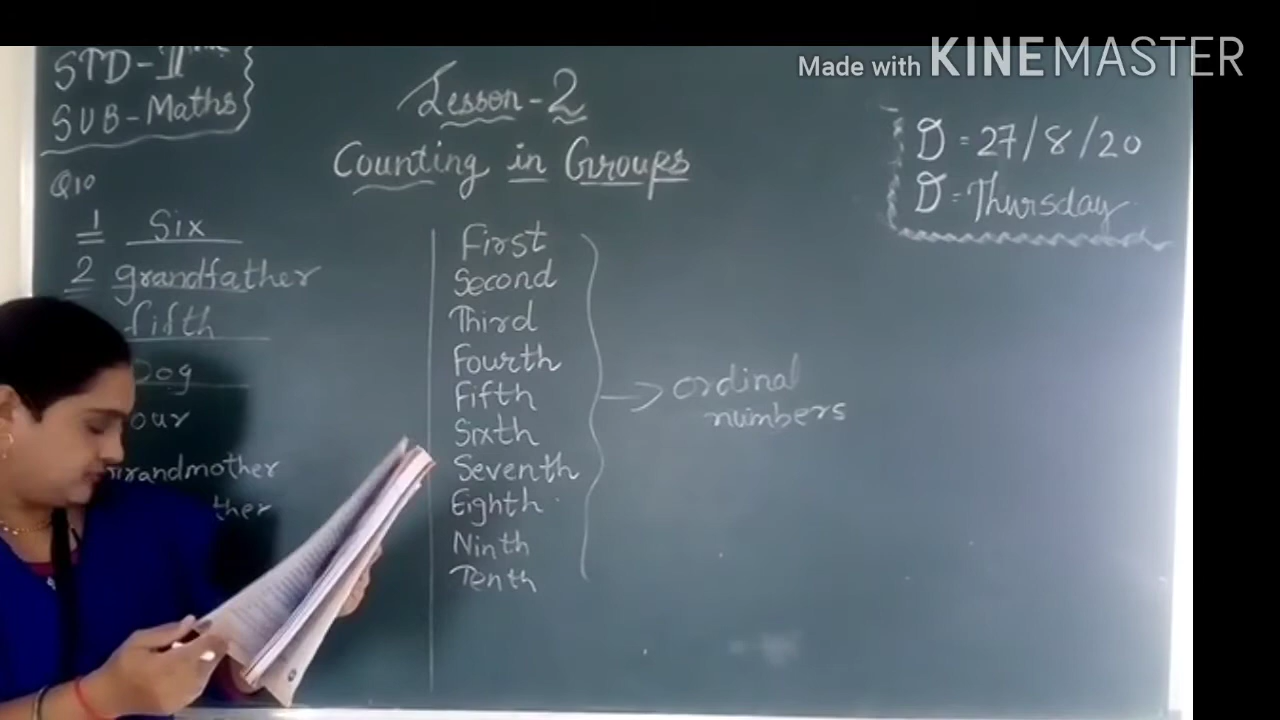 Made with KINEMASTER
STD-II
SUB-Maths
Lesson-2
Counting in Groups
D=27/8/20
D=Thursday
Q10
1 Six
2 grandfather
fifth
Dog
our
Grandmother
ther
First
Second
Third
Fourth
Fifth
Sixth
Seventh
Eighth
Ninth
Tenth
ordinal
numbers